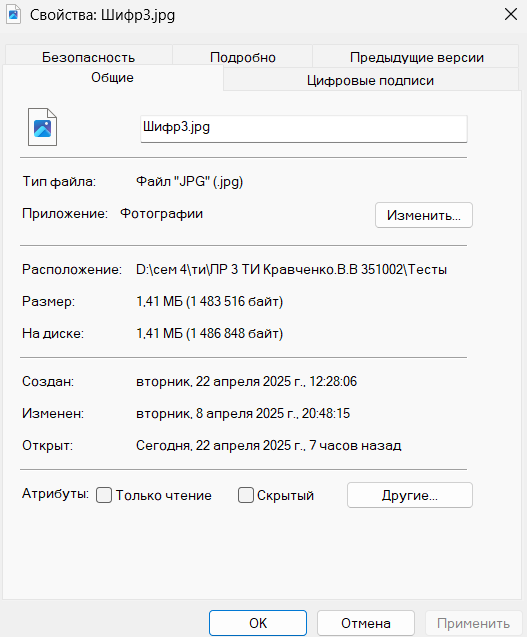 Свойства: Шифр3.jpg
Безопасность Подробно Предыдущие версии
Общие Цифровые подписи
Шифр3.jpg
Тип файла: Файл "JPG" (.jpg)
Приложение: Фотографии Изменить...
Расположение: D:\сем 4\ти\ПР 3 ТИ Кравченко.В.В 351002\Тесты
Размер: 1,41 МБ (1 483 516 байт)
На диске: 1,41 МБ (1 486 848 байт)
Создан: вторник, 22 апреля 2025 г., 12:28:06
Изменен: вторник, 8 апреля 2025 г., 20:48:15
Открыт: Сегодня, 22 апреля 2025 г., 7 часов назад
Атрибуты: Только чтение Скрытый Другие...
OK Отмена Применить